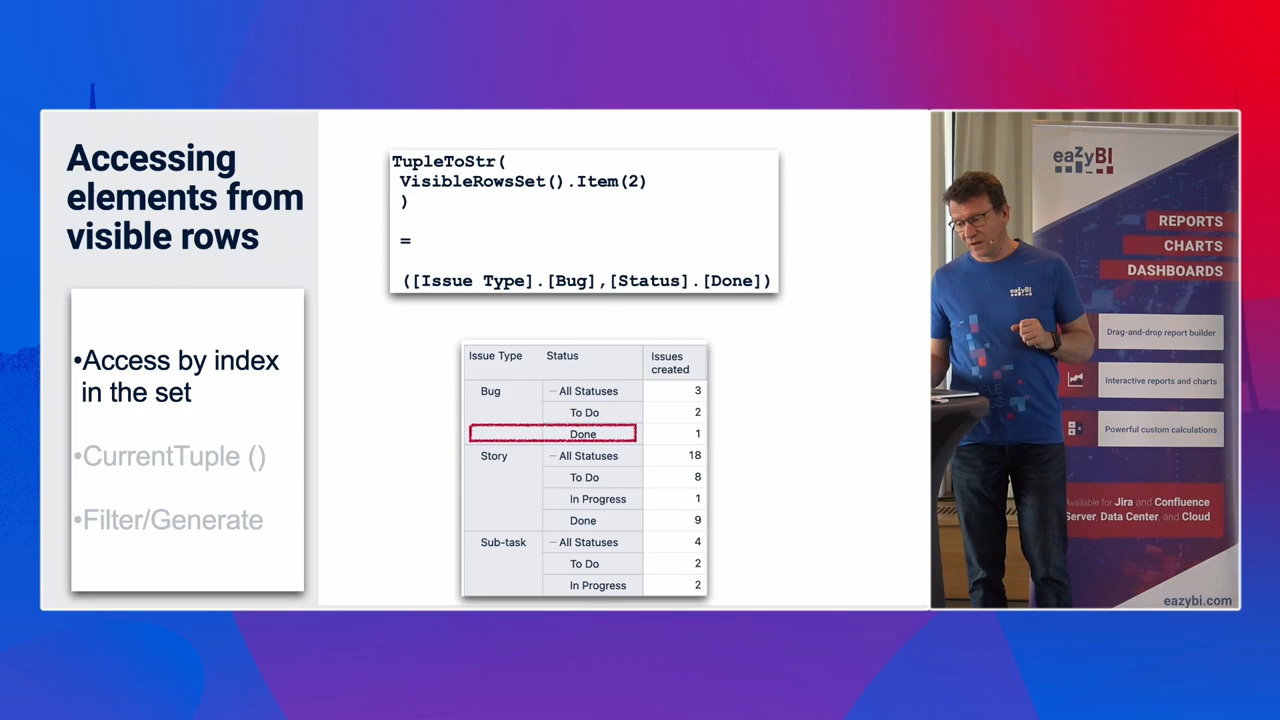 Accessing
elements from
visible rows
•Access by index
in the set
•CurrentTuple ()
•Filter/Generate
TupleToStr(
VisibleRowsSet().Item(2)
)
=
([Issue Type].[Bug],[Status].[Done])
Issue Type Status Issues created
Bug — All Statuses 3
To Do 2
Done 1
Story — All Statuses 18
To Do 8
In Progress 1
Done 9
Sub-task — All Statuses 4
To Do 2
In Progress 2
eazyBI
REPORTS
CHARTS
DASHBOARDS
eazyBI
Drag-and-drop report builder
Interactive reports and charts
Powerful custom calculations
Available for Jira and Confluence
Server, Data Center, and Cloud
eazybi.com